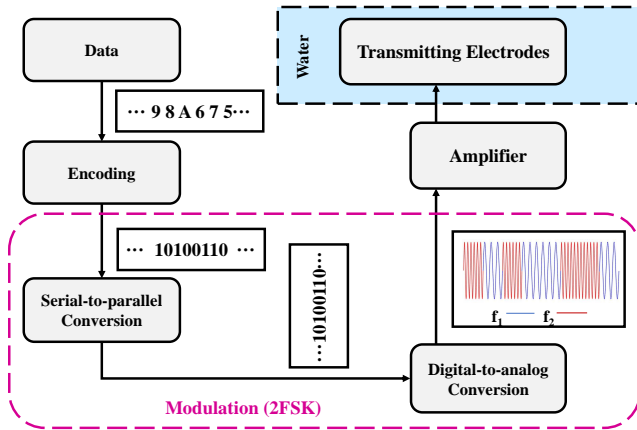 Data
··· 9 8 A 6 7 5···
Encoding
··· 10100110 ···
Serial-to-parallel
Conversion
···10100110···
Modulation (2FSK)
Digital-to-analog
Conversion
f1 f2
Amplifier
Water
Transmitting Electrodes